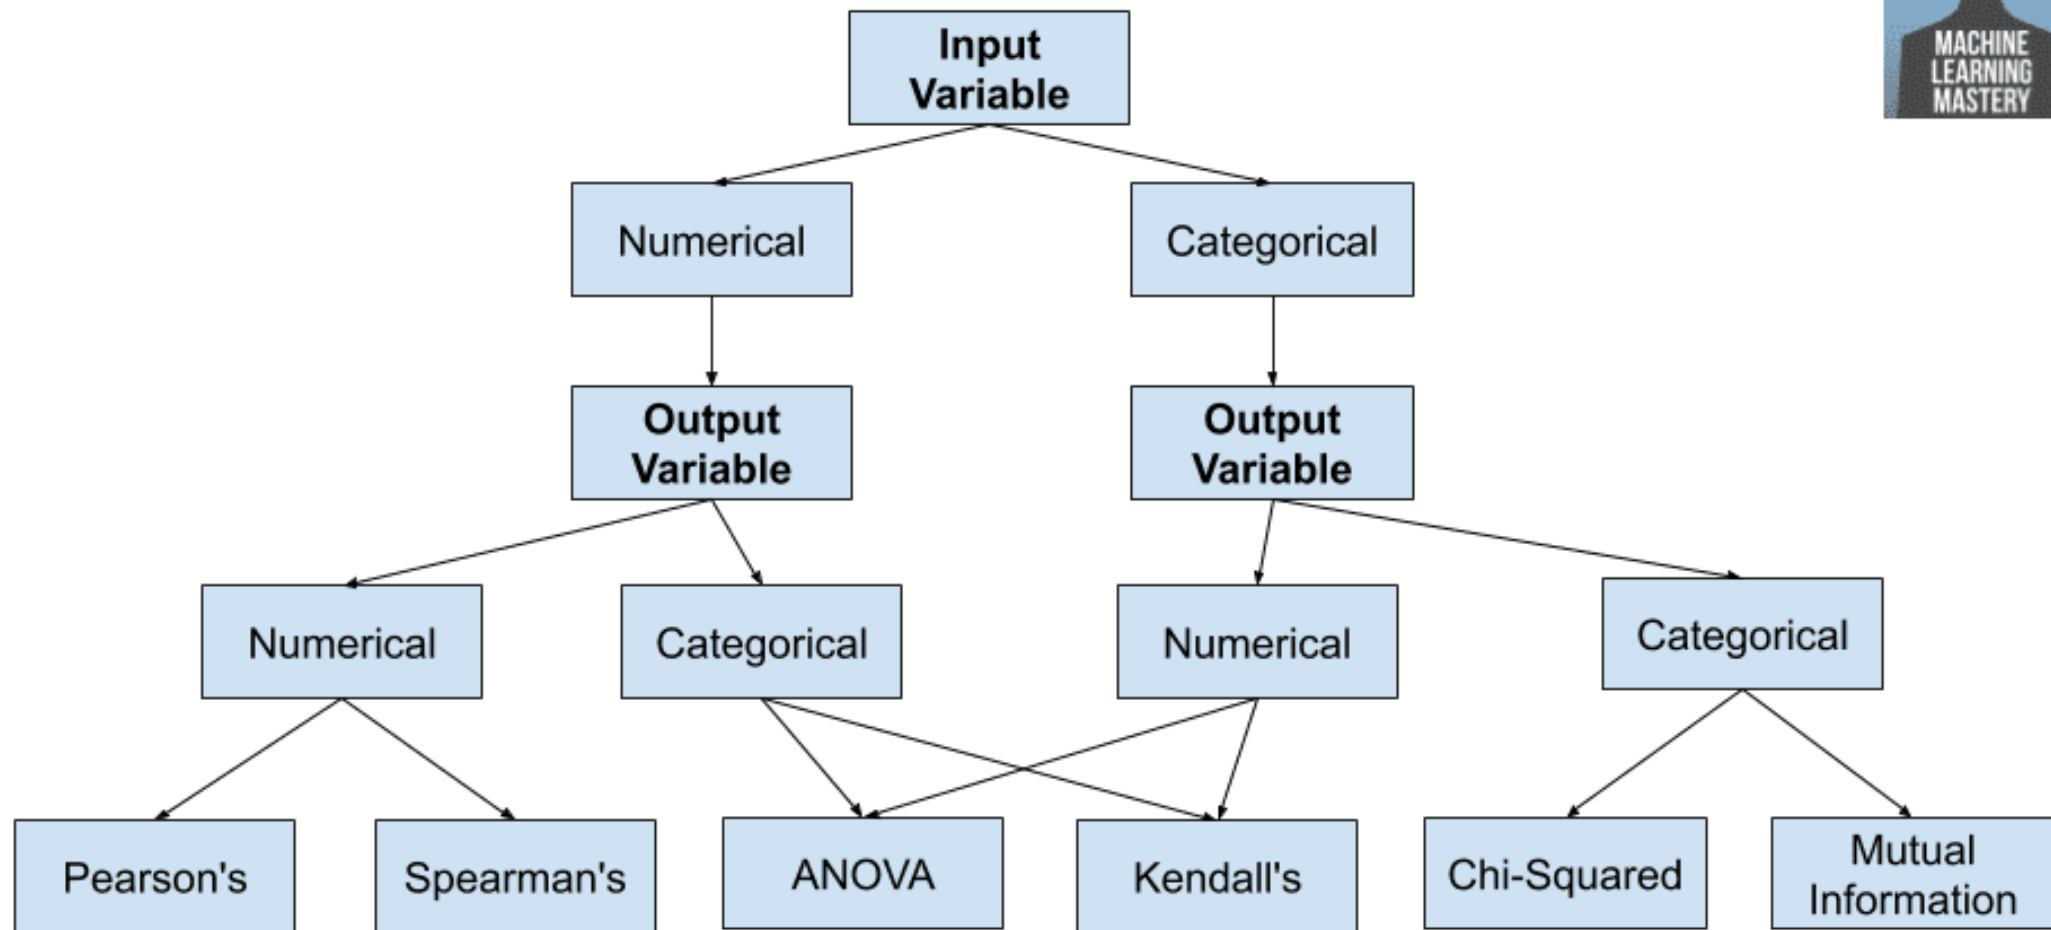 Input
Variable
MACHINE
LEARNING
MASTERY
Numerical
Categorical
Output
Variable
Output
Variable
Numerical
Categorical
Numerical
Categorical
Pearson's
Spearman's
ANOVA
Kendall's
Chi-Squared
Mutual
Information